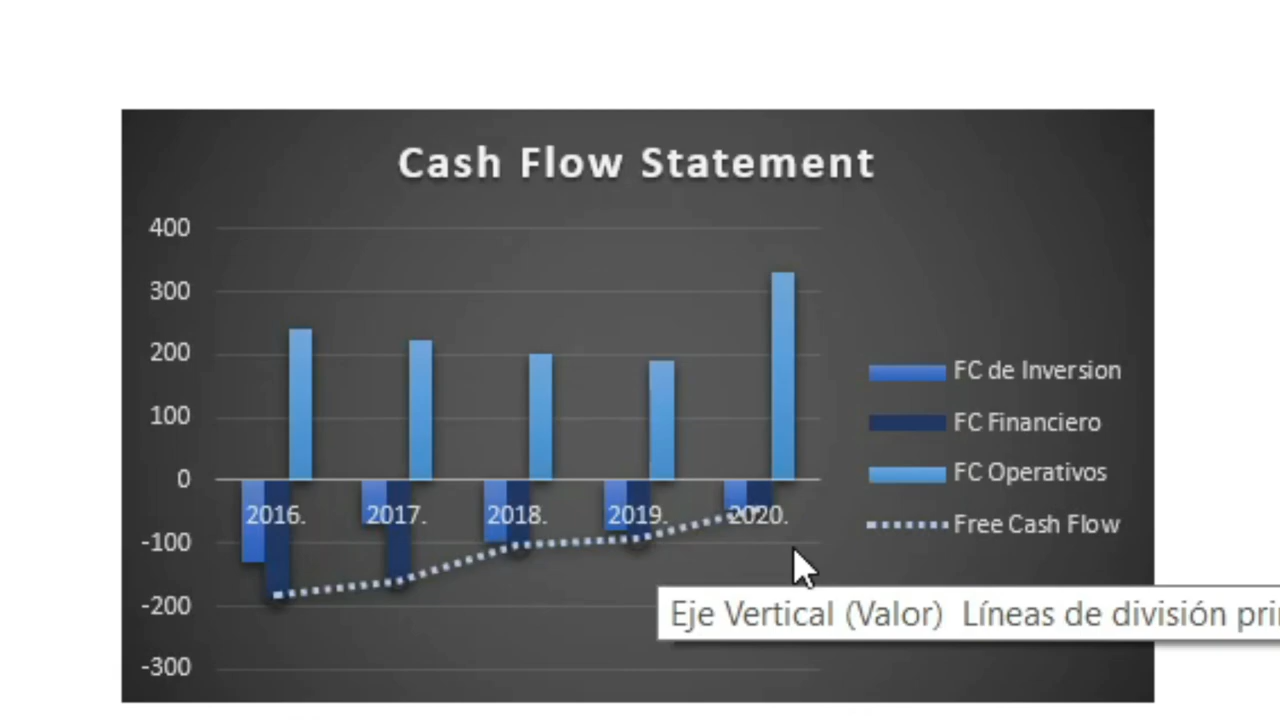 Cash Flow Statement
400
300
200
100
0
-100
-200
-300
2016. 2017. 2018. 2019. 2020.
FC de Inversion
FC Financiero
FC Operativos
Free Cash Flow
Eje Vertical (Valor) Líneas de división